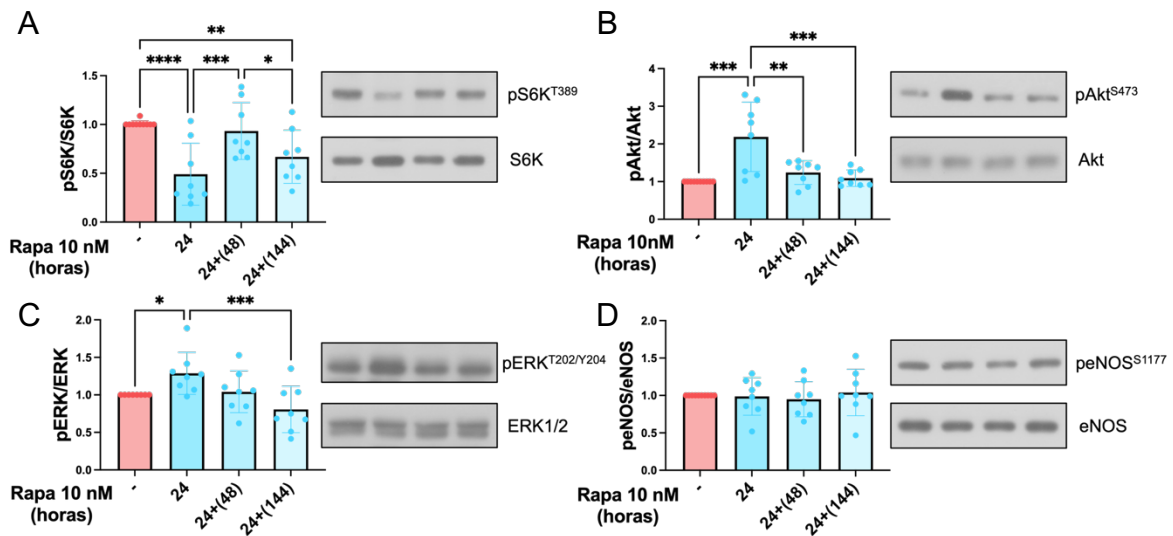 A
**
**** *** *
pS6K/S6K
1.5
1.0
0.5
0.0
Rapa 10 nM
(horas)
- 24 24+(48) 24+(144)
pS6K^T389
S6K
B
***
*** **
pAkt/Akt
4
3
2
1
0
Rapa 10nM
(horas)
- 24 24+(48) 24+(144)
pAkt^S473
Akt
C
* ***
pERK/ERK
2.0
1.5
1.0
0.5
0.0
Rapa 10 nM
(horas)
- 24 24+(48) 24+(144)
pERK^T202/Y204
ERK1/2
D
peNOS/eNOS
2.0
1.5
1.0
0.5
0.0
Rapa 10 nM
(horas)
- 24 24+(48) 24+(144)
peNOS^S1177
eNOS